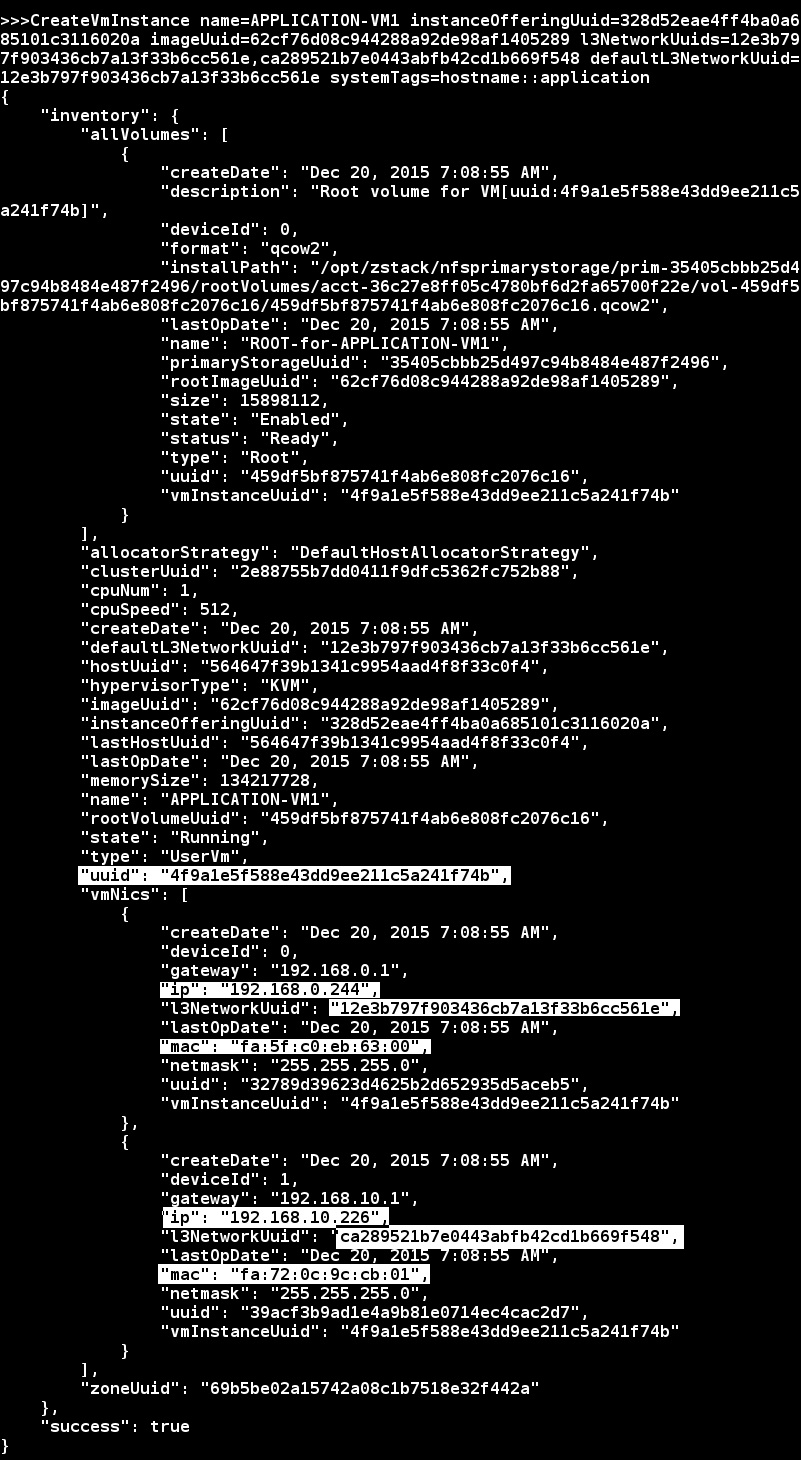 >>>CreateVmInstance name=APPLICATION-VM1 instanceOfferingUuid=328d52eae4ff4ba0a6
85101c3116020a imageUuid=62cf76d08c944288a92de98af1405289 l3NetworkUuids=12e3b79
7f903436cb7a13f33b6cc561e,ca289521b7e0443abfb42cd1b669f548 defaultL3NetworkUuid=
12e3b797f903436cb7a13f33b6cc561e systemTags=hostname::application
{
    "inventory": {
        "allVolumes": [
            {
                "createDate": "Dec 20, 2015 7:08:55 AM",
                "description": "Root volume for VM[uuid:4f9a1e5f588e43dd9ee211c5
a241f74b]",
                "deviceId": 0,
                "format": "qcow2",
                "installPath": "/opt/zstack/nfsprimarystorage/prim-35405cbbb25d4
97c94b8484e487f2496/rootVolumes/acct-36c27e8ff05c4780bf6d2fa65700f22e/vol-459df5
bf875741f4ab6e808fc2076c16/459df5bf875741f4ab6e808fc2076c16.qcow2",
                "lastOpDate": "Dec 20, 2015 7:08:55 AM",
                "name": "ROOT-for-APPLICATION-VM1",
                "primaryStorageUuid": "35405cbbb25d497c94b8484e487f2496",
                "rootImageUuid": "62cf76d08c944288a92de98af1405289",
                "size": 15898112,
                "state": "Enabled",
                "status": "Ready",
                "type": "Root",
                "uuid": "459df5bf875741f4ab6e808fc2076c16",
                "vmInstanceUuid": "4f9a1e5f588e43dd9ee211c5a241f74b"
            }
        ],
        "allocatorStrategy": "DefaultHostAllocatorStrategy",
        "clusterUuid": "2e88755b7dd0411f9dfc5362fc752b88",
        "cpuNum": 1,
        "cpuSpeed": 512,
        "createDate": "Dec 20, 2015 7:08:55 AM",
        "defaultL3NetworkUuid": "12e3b797f903436cb7a13f33b6cc561e",
        "hostUuid": "564647f39b1341c9954aad4f8f33c0f4",
        "hypervisorType": "KVM",
        "imageUuid": "62cf76d08c944288a92de98af1405289",
        "instanceOfferingUuid": "328d52eae4ff4ba0a685101c3116020a",
        "lastHostUuid": "564647f39b1341c9954aad4f8f33c0f4",
        "lastOpDate": "Dec 20, 2015 7:08:55 AM",
        "memorySize": 134217728,
        "name": "APPLICATION-VM1",
        "rootVolumeUuid": "459df5bf875741f4ab6e808fc2076c16",
        "state": "Running",
        "type": "UserVm",
        "uuid": "4f9a1e5f588e43dd9ee211c5a241f74b",
        "vmNics": [
            {
                "createDate": "Dec 20, 2015 7:08:55 AM",
                "deviceId": 0,
                "gateway": "192.168.0.1",
                "ip": "192.168.0.244",
                "l3NetworkUuid": "12e3b797f903436cb7a13f33b6cc561e",
                "lastOpDate": "Dec 20, 2015 7:08:55 AM",
                "mac": "fa:5f:c0:eb:63:00",
                "netmask": "255.255.255.0",
                "uuid": "32789d39623d4625b2d652935d5aceb5",
                "vmInstanceUuid": "4f9a1e5f588e43dd9ee211c5a241f74b"
            },
            {
                "createDate": "Dec 20, 2015 7:08:55 AM",
                "deviceId": 1,
                "gateway": "192.168.10.1",
                "ip": "192.168.10.226",
                "l3NetworkUuid": "ca289521b7e0443abfb42cd1b669f548",
                "lastOpDate": "Dec 20, 2015 7:08:55 AM",
                "mac": "fa:72:0c:9c:cb:01",
                "netmask": "255.255.255.0",
                "uuid": "39acf3b9ad1e4a9b81e0714ec4cac2d7",
                "vmInstanceUuid": "4f9a1e5f588e43dd9ee211c5a241f74b"
            }
        ],
        "zoneUuid": "69b5be02a15742a08c1b7518e32f442a"
    },
    "success": true
}